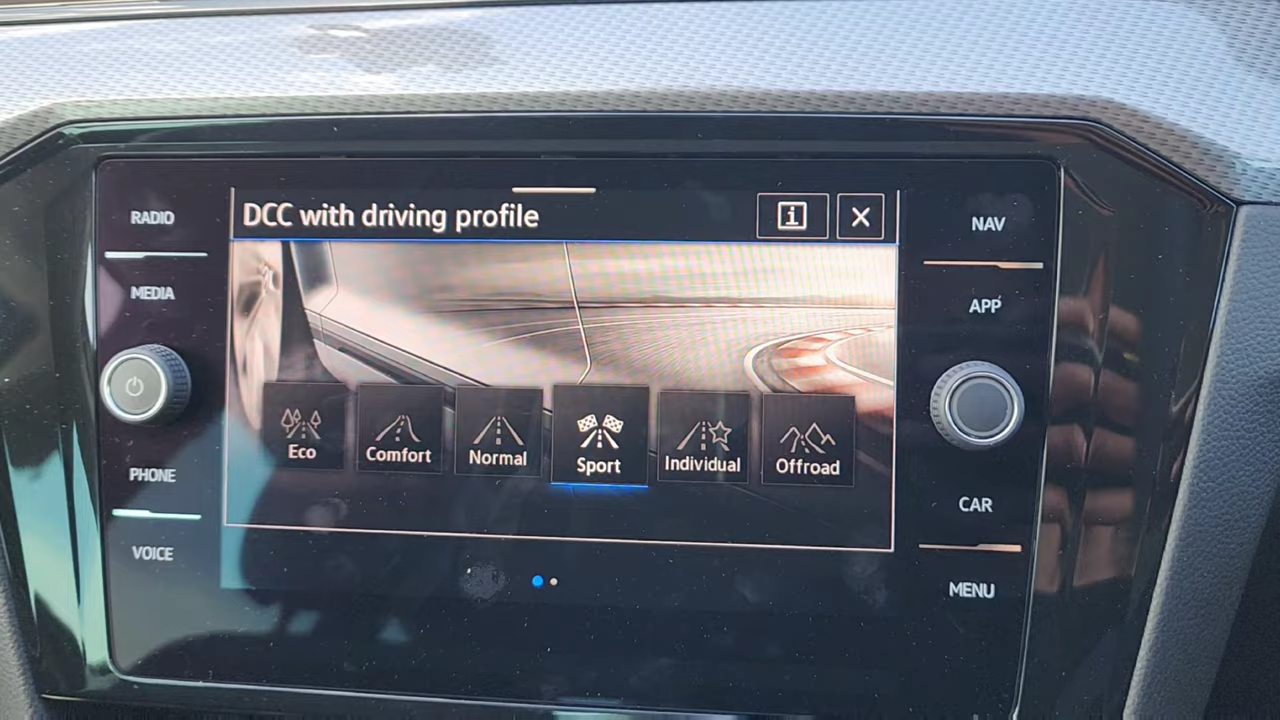 RADIO
MEDIA
PHONE
VOICE
DCC with driving profile
i
X
Eco
Comfort
Normal
Sport
Individual
Offroad
NAV
APP
CAR
MENU